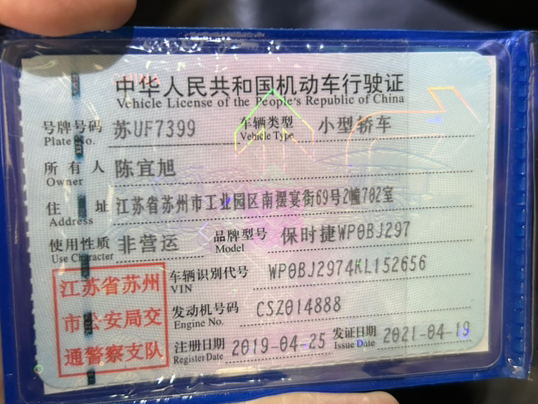 中华人民共和国机动车行驶证
Vehicle License of the People's Republic of China
号牌号码 苏UF7399 车辆类型 小型轿车
Plate No. Vehicle Type
所有人 陈宜旭
Owner
住址 江苏省苏州市工业园区南摆宴街69号2幢702室
Address
使用性质 非营运 品牌型号 保时捷WP0BJ297
Use Character Model
车辆识别代号 WP0BJ2974KL152656
VIN
发动机号码 CSZ014888
Engine No.
注册日期 2019-04-25 发证日期 2021-04-19
Register Date Issue Date
江苏省苏州
市公安局交
通警察支队